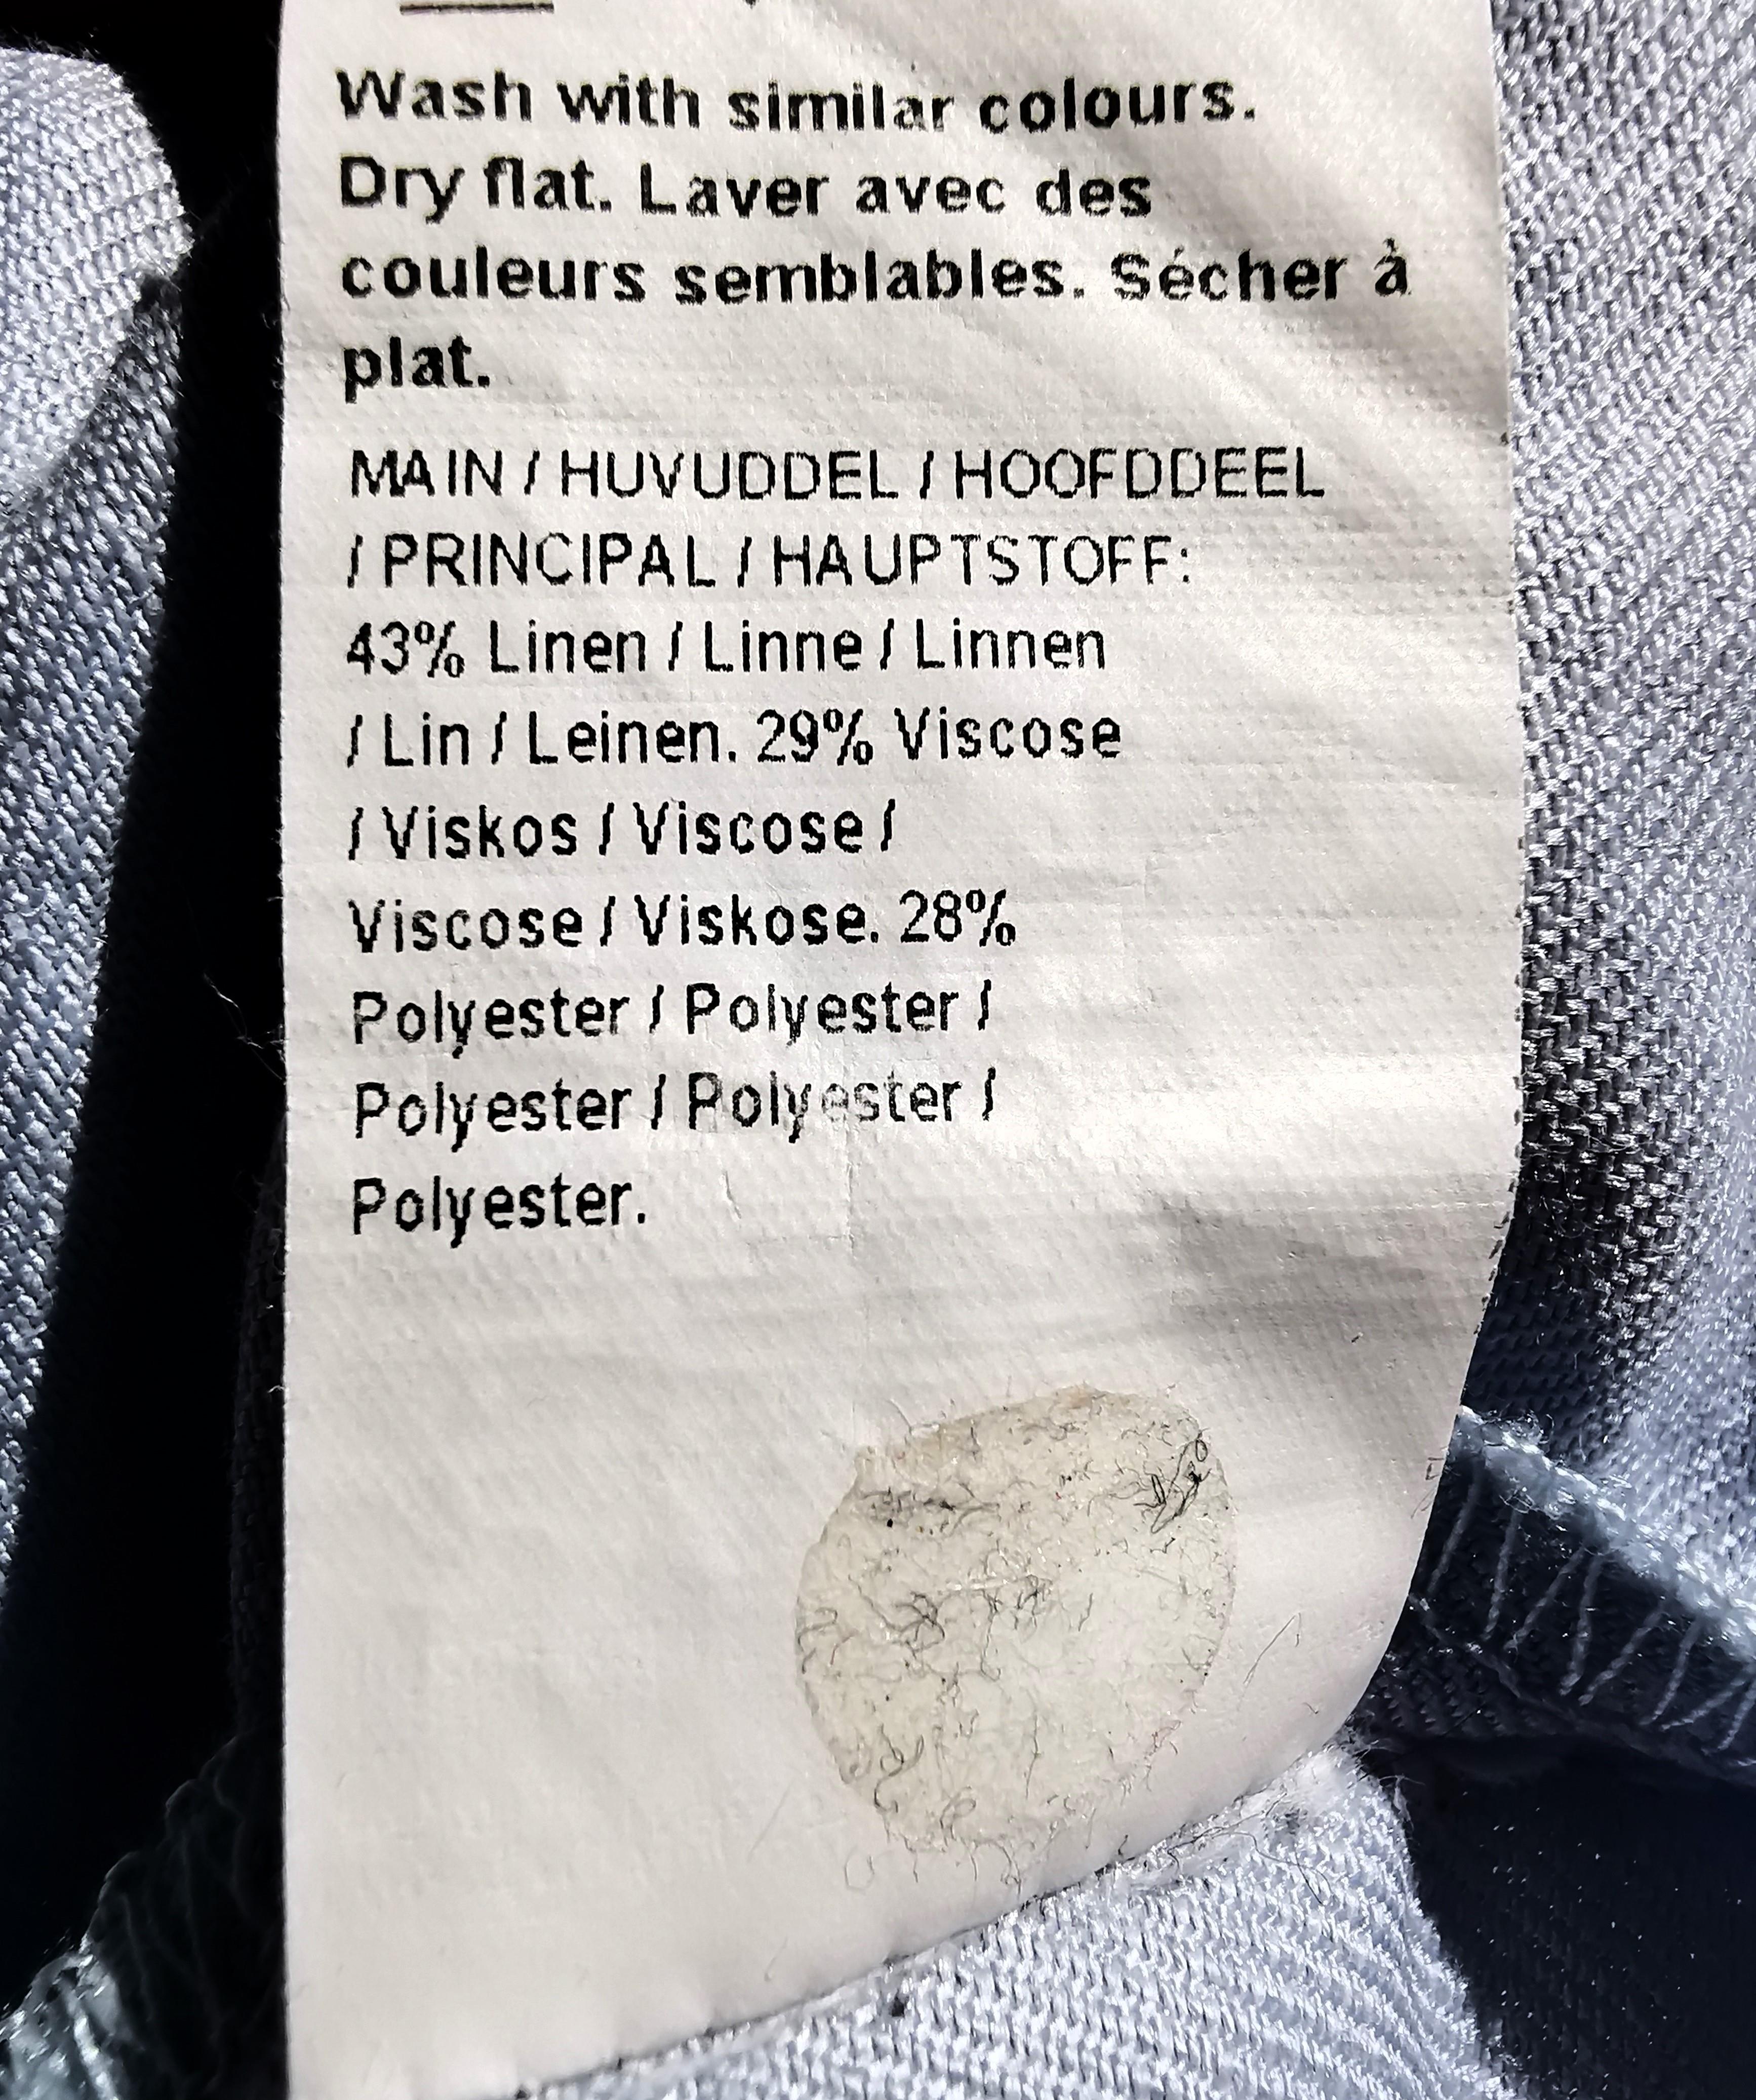 Wash with similar colours.
Dry flat. Laver avec des
couleurs semblables. Sécher à
plat.
MAIN / HUVUDDEL / HOOFDDEEL
/ PRINCIPAL / HAUPTSTOFF:
43% Linen / Linne / Linnen
/ Lin / Leinen. 29% Viscose
/ Viskos / Viscose /
Viscose / Viskose. 28%
Polyester / Polyester /
Polyester / Polyester /
Polyester.